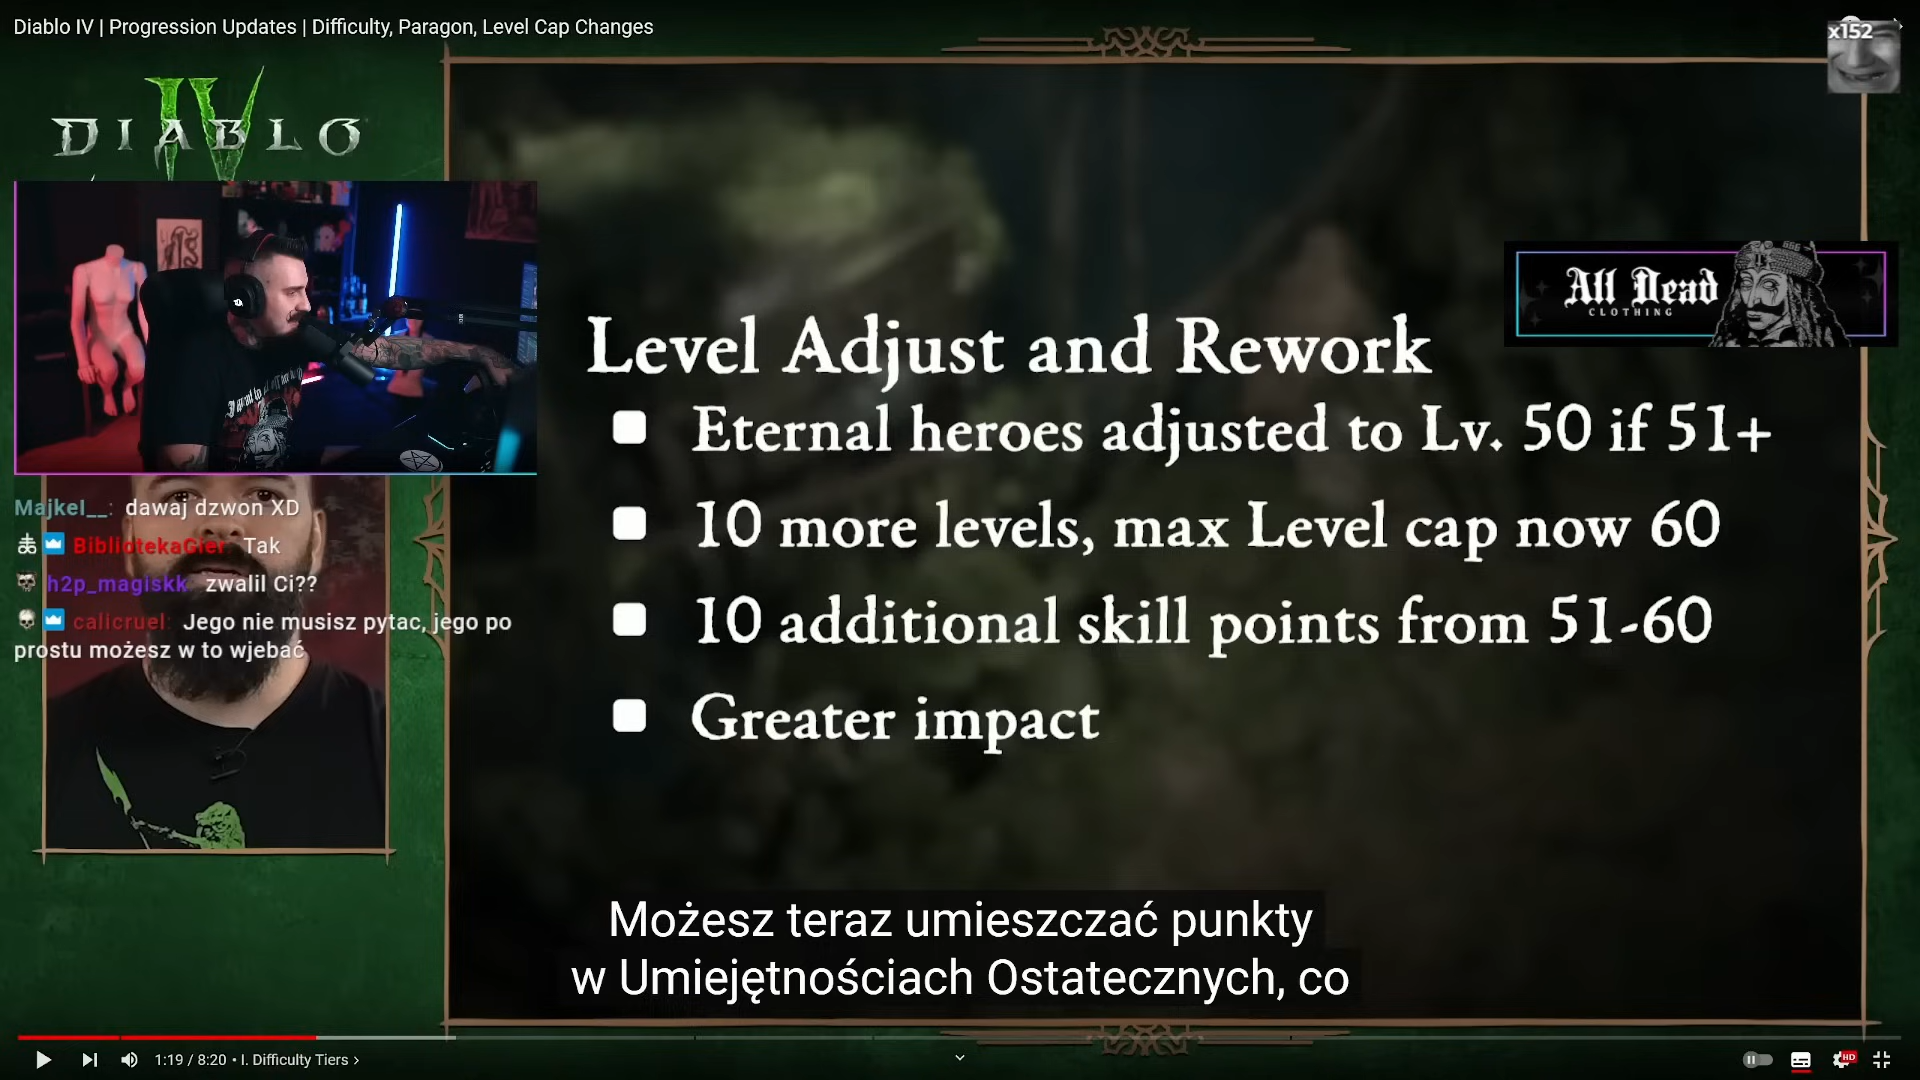 Diablo IV | Progression Updates | Difficulty, Paragon, Level Cap Changes
x152
IV
DIABLO
All Dead
CLOTHING
Level Adjust and Rework
Eternal heroes adjusted to Lv. 50 if 51+
10 more levels, max Level cap now 60
10 additional skill points from 51-60
Greater impact
Majkel__: dawaj dzwon XD
BibliotekaGier: Tak
h2p_magiskk: zwalil Ci??
calicruel: Jego nie musisz pytac, jego po
prostu możesz w to wjebać
Możesz teraz umieszczać punkty
w Umiejętnościach Ostatecznych, co
1:19 / 8:20 • I. Difficulty Tiers ›
HD